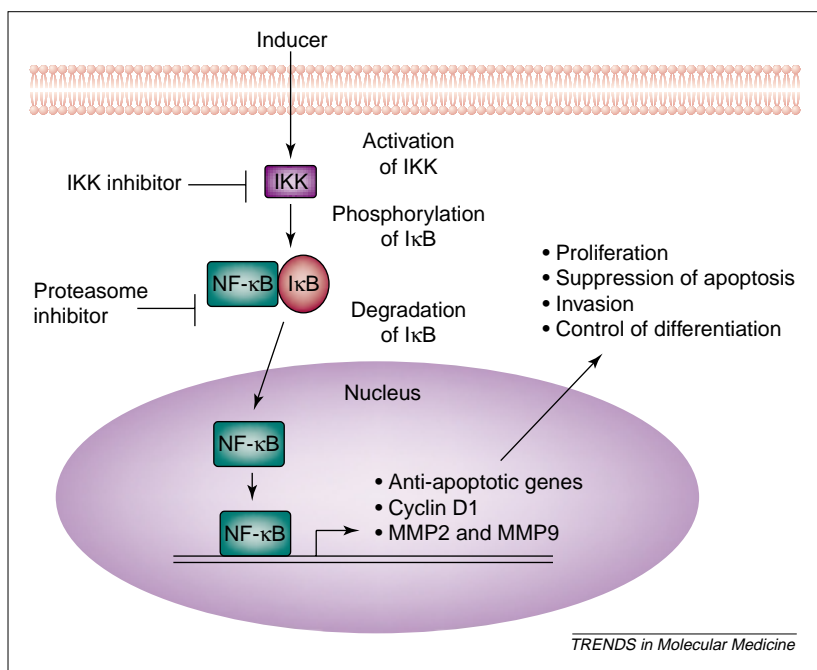 Inducer
Activation
of IKK
IKK inhibitor
IKK
Phosphorylation
of IκB
NF-κB
IκB
Proteasome
inhibitor
Degradation
of IκB
• Proliferation
• Suppression of apoptosis
• Invasion
• Control of differentiation
Nucleus
NF-κB
• Anti-apoptotic genes
• Cyclin D1
• MMP2 and MMP9
NF-κB
TRENDS in Molecular Medicine